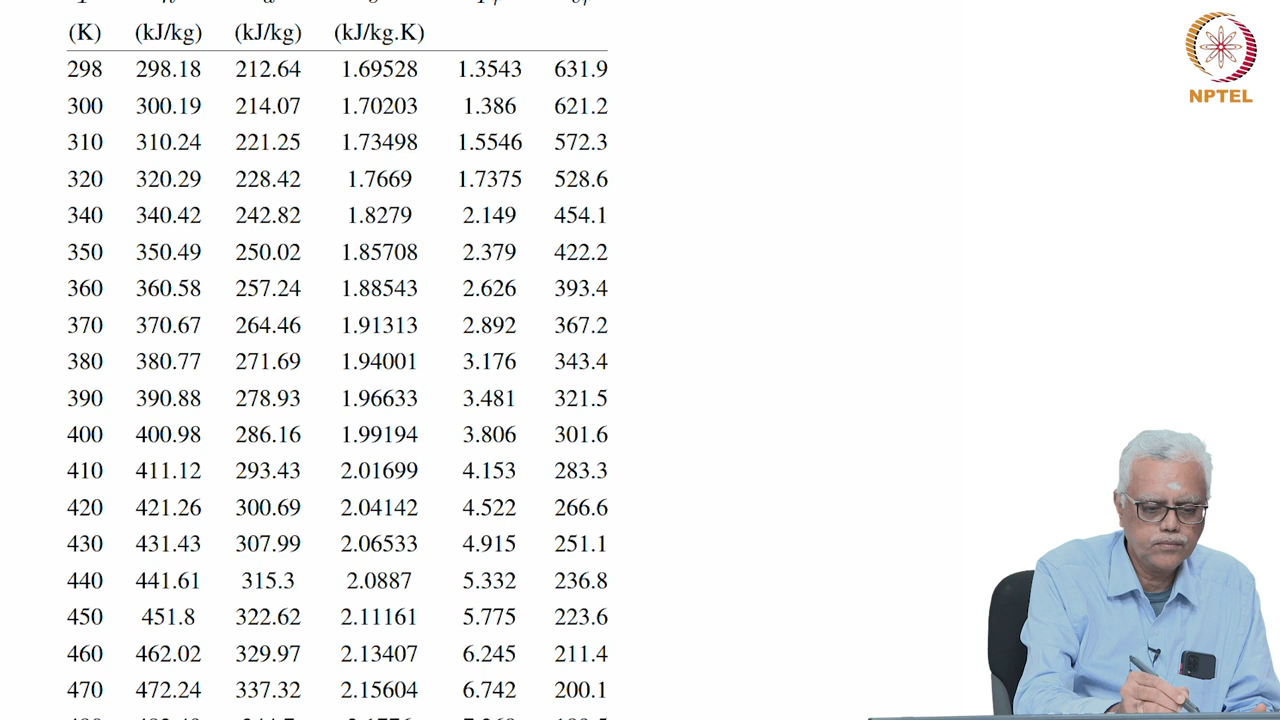 (K) (kJ/kg) (kJ/kg) (kJ/kg.K)
298 298.18 212.64 1.69528 1.3543 631.9
300 300.19 214.07 1.70203 1.386 621.2
310 310.24 221.25 1.73498 1.5546 572.3
320 320.29 228.42 1.7669 1.7375 528.6
340 340.42 242.82 1.8279 2.149 454.1
350 350.49 250.02 1.85708 2.379 422.2
360 360.58 257.24 1.88543 2.626 393.4
370 370.67 264.46 1.91313 2.892 367.2
380 380.77 271.69 1.94001 3.176 343.4
390 390.88 278.93 1.96633 3.481 321.5
400 400.98 286.16 1.99194 3.806 301.6
410 411.12 293.43 2.01699 4.153 283.3
420 421.26 300.69 2.04142 4.522 266.6
430 431.43 307.99 2.06533 4.915 251.1
440 441.61 315.3 2.0887 5.332 236.8
450 451.8 322.62 2.11161 5.775 223.6
460 462.02 329.97 2.13407 6.245 211.4
470 472.24 337.32 2.15604 6.742 200.1
NPTEL